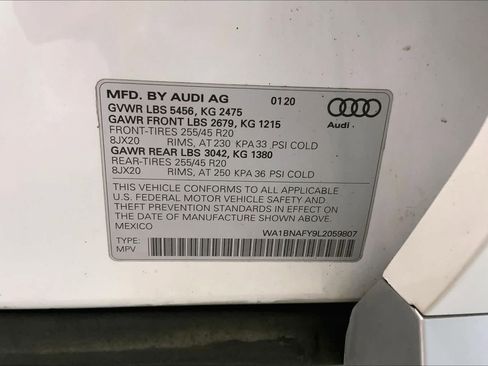 MFD. BY AUDI AG 01 20
GVWR LBS 5456, KG 2475
GAWR FRONT LBS 2679, KG 1215
FRONT-TIRES 255/45 R20
8JX20 RIMS, AT 230 KPA 33 PSI COLD
GAWR REAR LBS 3042, KG 1380
REAR-TIRES 255/45 R20
8JX20 RIMS, AT 250 KPA 36 PSI COLD
Audi
THIS VEHICLE CONFORMS TO ALL APPLICABLE
U.S. FEDERAL MOTOR VEHICLE SAFETY AND
THEFT PREVENTION STANDARDS IN EFFECT ON
THE DATE OF MANUFACTURE SHOWN ABOVE.
MEXICO WA1BNAFY9L2059807
TYPE:
MPV